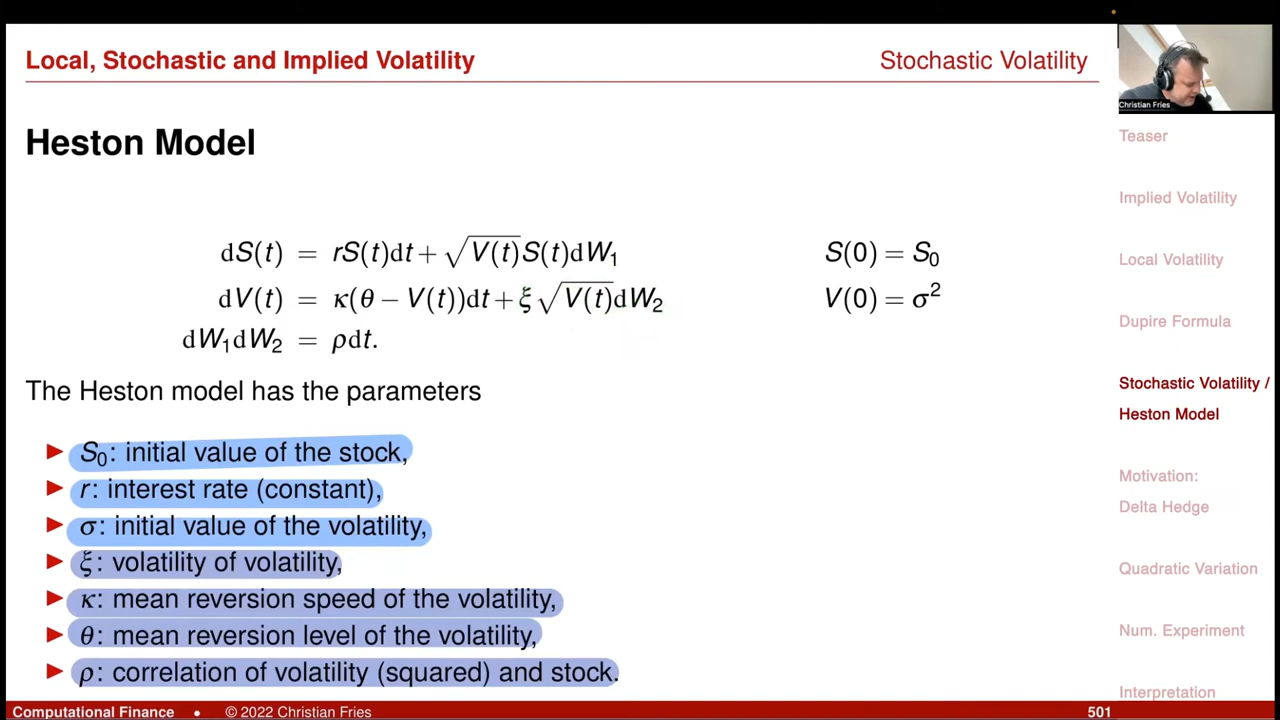 Local, Stochastic and Implied Volatility
Stochastic Volatility
Christian Fries
Heston Model
dS(t) = rS(t)dt + √V(t) S(t)dW₁ S(0) = S₀
dV(t) = κ(θ − V(t))dt + ξ √V(t) dW₂ V(0) = σ²
dW₁dW₂ = ρdt.
The Heston model has the parameters
▶ S₀: initial value of the stock,
▶ r: interest rate (constant),
▶ σ: initial value of the volatility,
▶ ξ: volatility of volatility,
▶ κ: mean reversion speed of the volatility,
▶ θ: mean reversion level of the volatility,
▶ ρ: correlation of volatility (squared) and stock.
Teaser
Implied Volatility
Local Volatility
Dupire Formula
Stochastic Volatility /
Heston Model
Motivation:
Delta Hedge
Quadratic Variation
Num. Experiment
Interpretation
Computational Finance • © 2022 Christian Fries
501